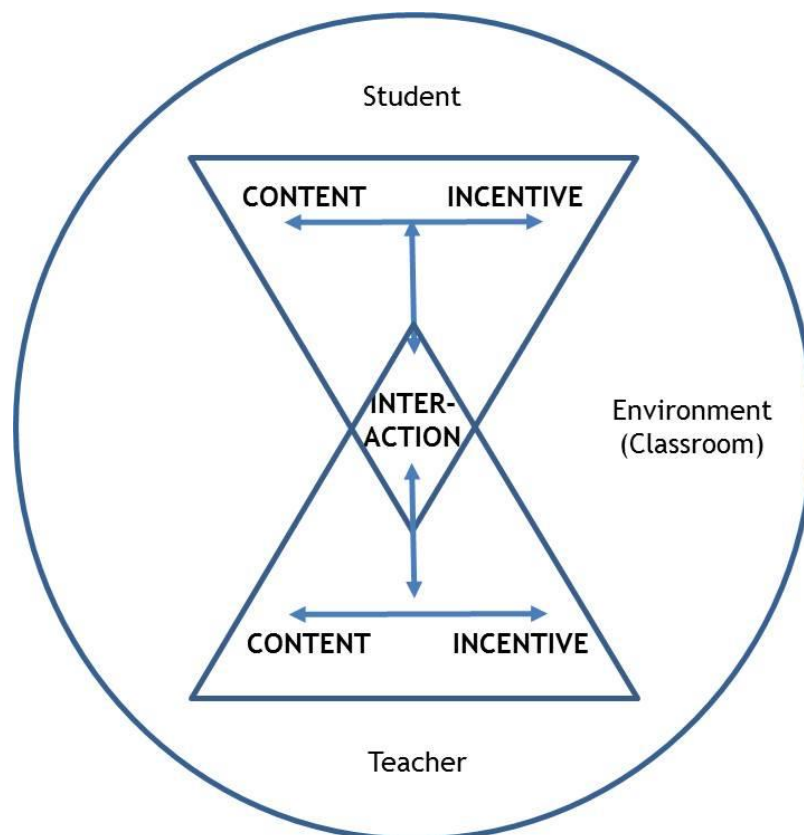 Student
CONTENT INCENTIVE
INTER-
ACTION
Environment
(Classroom)
CONTENT INCENTIVE
Teacher